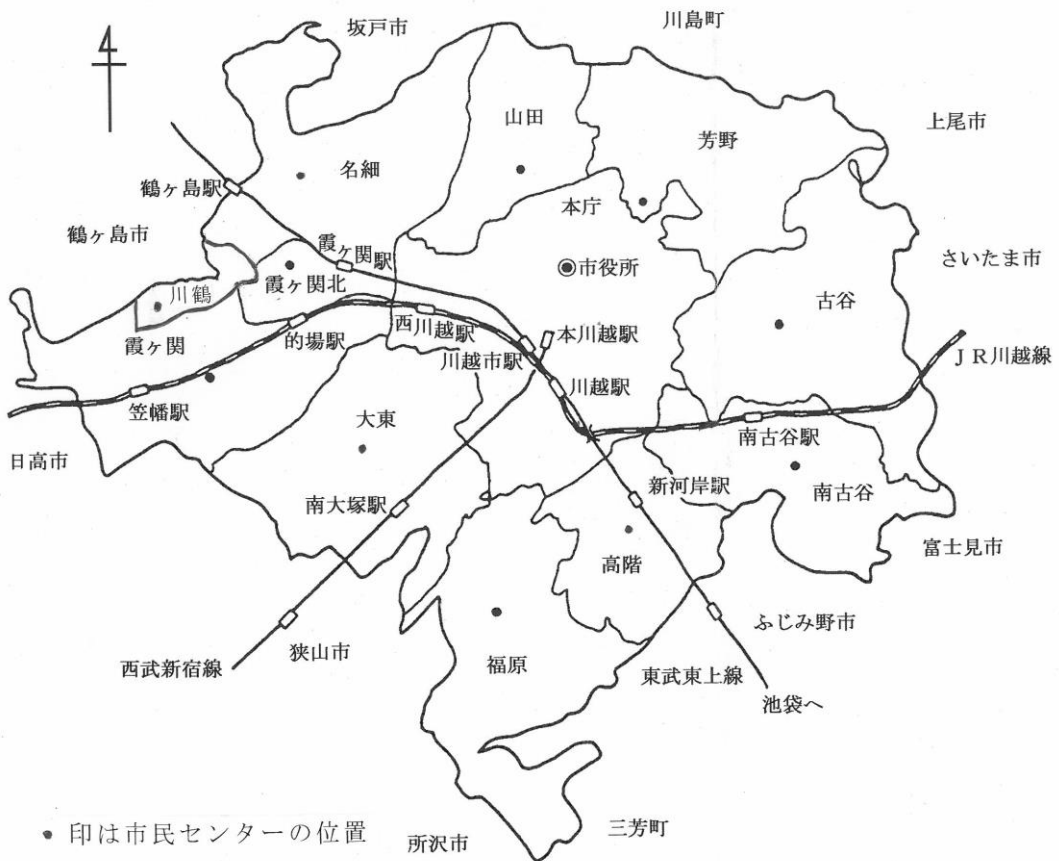 坂戸市
川島町
上尾市
山田
芳野
名細
鶴ヶ島駅
本庁
鶴ヶ島市
霞ヶ関駅
市役所
さいたま市
霞ヶ関北
川鶴
古谷
霞ヶ関
的場駅
西川越駅
本川越駅
川越市駅
JR川越線
川越駅
笠幡駅
大東
南古谷駅
日高市
新河岸駅
南古谷
南大塚駅
富士見市
高階
ふじみ野市
狭山市
西武新宿線
福原
東武東上線
池袋へ
● 印は市民センターの位置
所沢市
三芳町